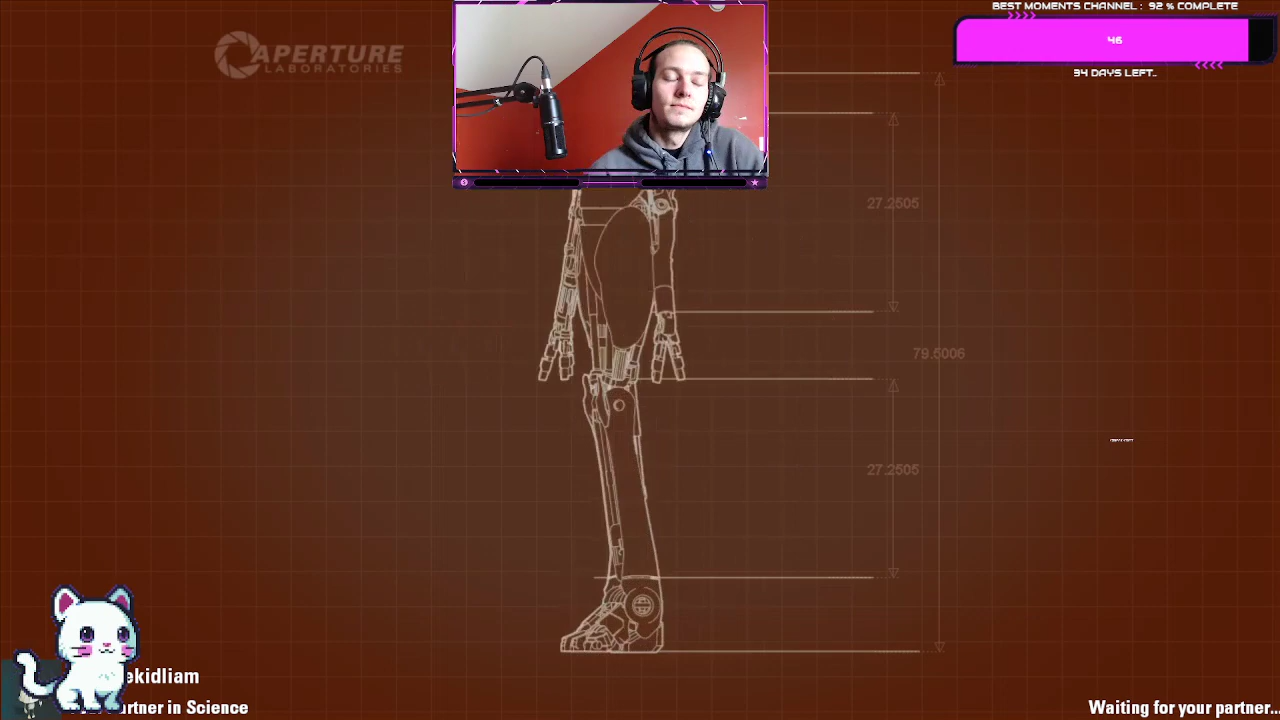 BEST MOMENTS CHANNEL : 92 % COMPLETE
46
34 DAYS LEFT..
APERTURE
LABORATORIES
27.2505
79.5006
27.2505
ekidliam
artner in Science
Waiting for your partner...